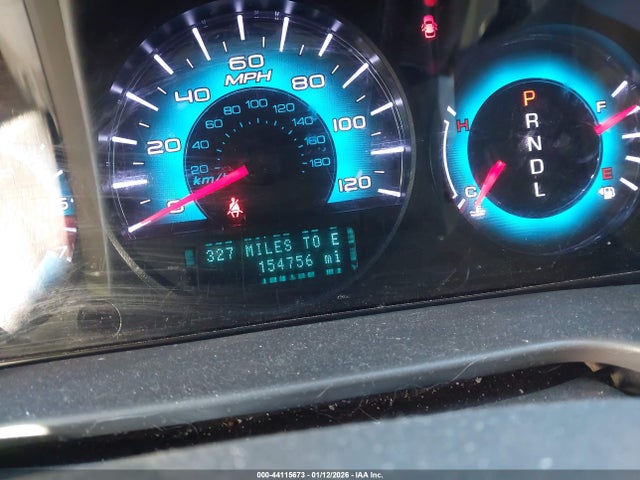 60
MPH
40
80
80 100 120
60
140
20
100
40
160
20
180
km/h
120
327 MILES TO E
154756 mi
P
R
N
D
L
H
C
F
E
000-44115673 - 01/12/2026 - IAA Inc.